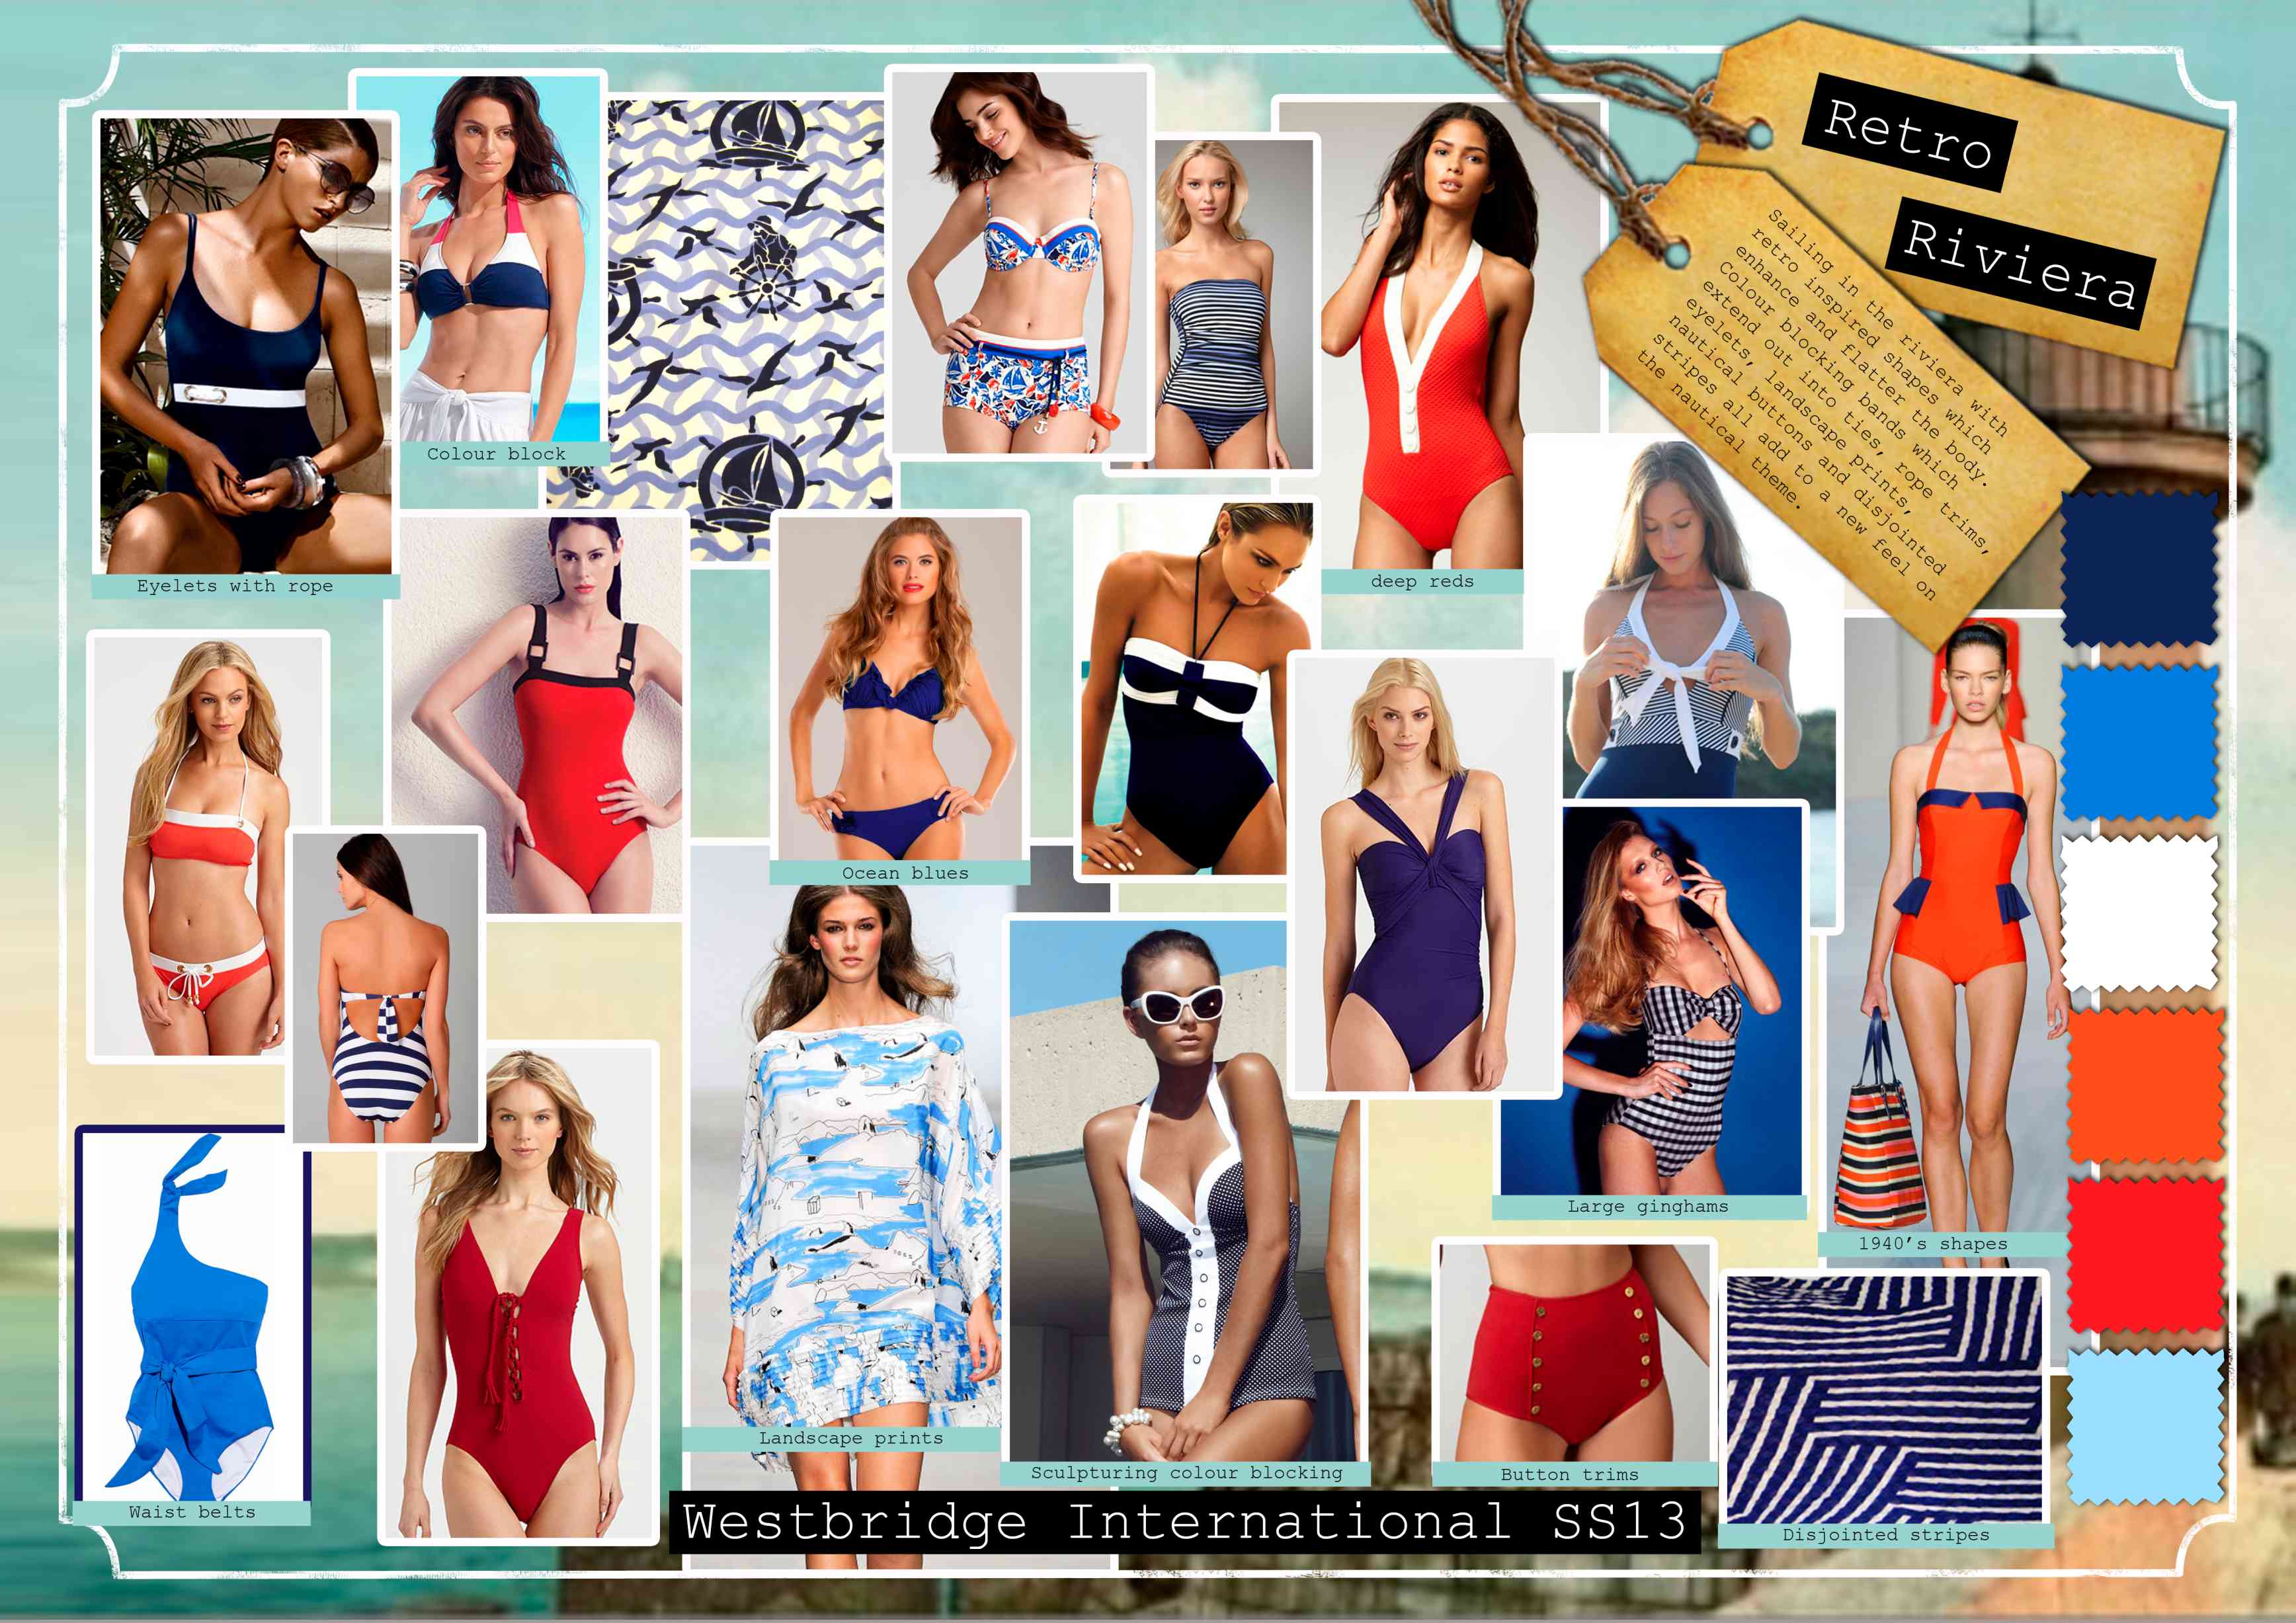 Retro
Riviera
Sailing in the riviera with
retro inspired shapes which
enhance and flatter the body.
Colour blocking bands which
extend out into ties, rope trims,
eyelets, landscape prints,
nautical buttons and disjointed
stripes all add to a new feel on
the nautical theme.
Colour block
Eyelets with rope
deep reds
Ocean blues
Large ginghams
1940's shapes
Landscape prints
Sculpturing colour blocking
Button trims
Waist belts
Disjointed stripes
Westbridge International SS13